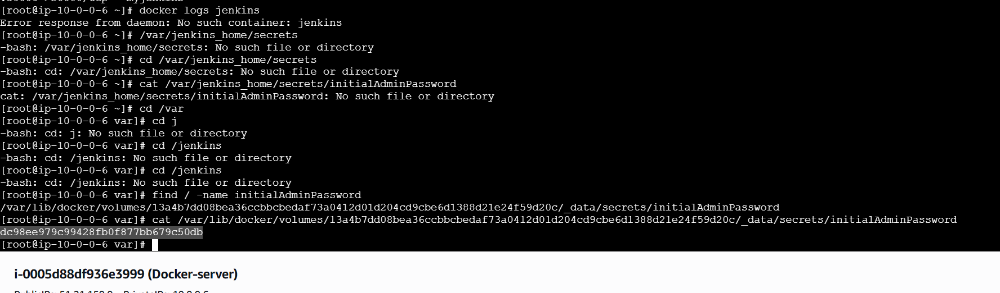 [root@ip-10-0-0-6 ~]# docker logs jenkins
Error response from daemon: No such container: jenkins
[root@ip-10-0-0-6 ~]# /var/jenkins_home/secrets
-bash: /var/jenkins_home/secrets: No such file or directory
[root@ip-10-0-0-6 ~]# cd /var/jenkins_home/secrets
-bash: cd: /var/jenkins_home/secrets: No such file or directory
[root@ip-10-0-0-6 ~]# cat /var/jenkins_home/secrets/initialAdminPassword
cat: /var/jenkins_home/secrets/initialAdminPassword: No such file or directory
[root@ip-10-0-0-6 ~]# cd /var
[root@ip-10-0-0-6 var]# cd j
-bash: cd: j: No such file or directory
[root@ip-10-0-0-6 var]# cd /jenkins
-bash: cd: /jenkins: No such file or directory
[root@ip-10-0-0-6 var]# cd /jenkins
-bash: cd: /jenkins: No such file or directory
[root@ip-10-0-0-6 var]# find / -name initialAdminPassword
/var/lib/docker/volumes/13a4b7dd08bea36ccbbcbedaf73a0412d01d204cd9cbe6d1388d21e24f59d20c/_data/secrets/initialAdminPassword
[root@ip-10-0-0-6 var]# cat /var/lib/docker/volumes/13a4b7dd08bea36ccbbcbedaf73a0412d01d204cd9cbe6d1388d21e24f59d20c/_data/secrets/initialAdminPassword
dc98ee979c99428fb0f877bb679c50db
[root@ip-10-0-0-6 var]#
i-0005d88df936e3999 (Docker-server)